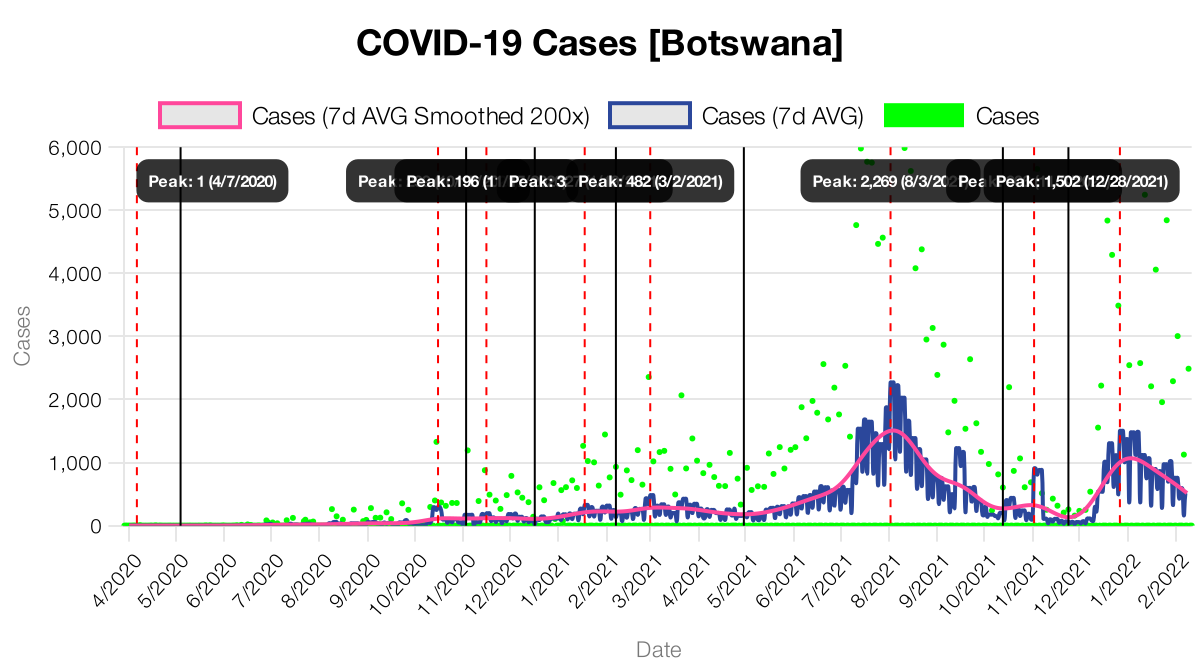 COVID-19 Cases [Botswana]
Cases (7d AVG Smoothed 200x)
Cases (7d AVG)
Cases
6,000
5,000
4,000
3,000
2,000
1,000
0
Cases
Peak: 1 (4/7/2020)
Peak:
Peak: 196
Peak:
Peak: 482 (3/2/2021)
Peak: 2,269
Peak: 1,502 (12/28/2021)
4/2020
5/2020
6/2020
7/2020
8/2020
9/2020
10/2020
11/2020
12/2020
1/2021
2/2021
3/2021
4/2021
5/2021
6/2021
7/2021
8/2021
9/2021
10/2021
11/2021
12/2021
1/2022
2/2022
Date